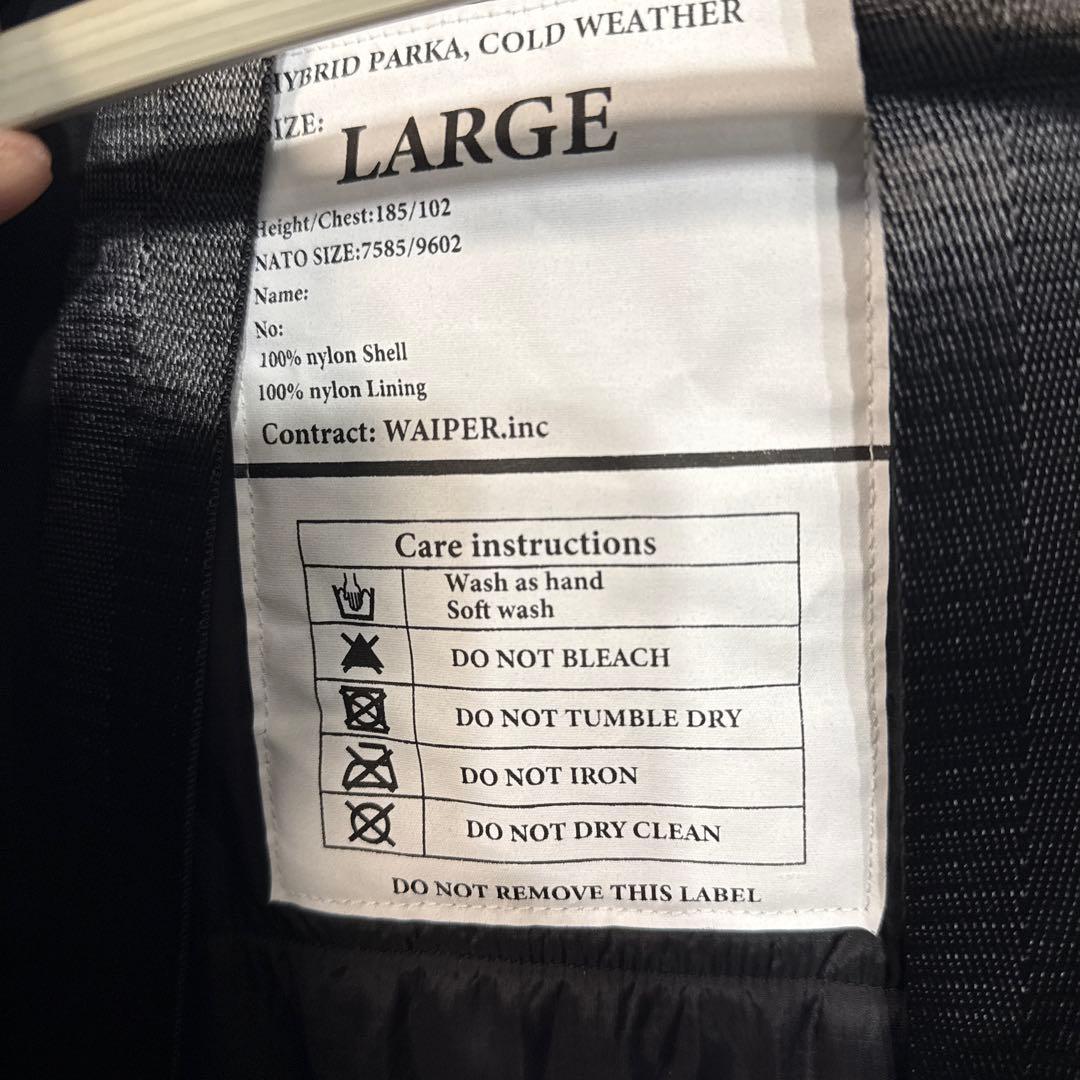 HYBRID PARKA, COLD WEATHER
SIZE: LARGE
Height/Chest:185/102
NATO SIZE:7585/9602
Name:
No:
100% nylon Shell
100% nylon Lining
Contract: WAIPER.inc
Care instructions
Wash as hand
Soft wash
DO NOT BLEACH
DO NOT TUMBLE DRY
DO NOT IRON
DO NOT DRY CLEAN
DO NOT REMOVE THIS LABEL